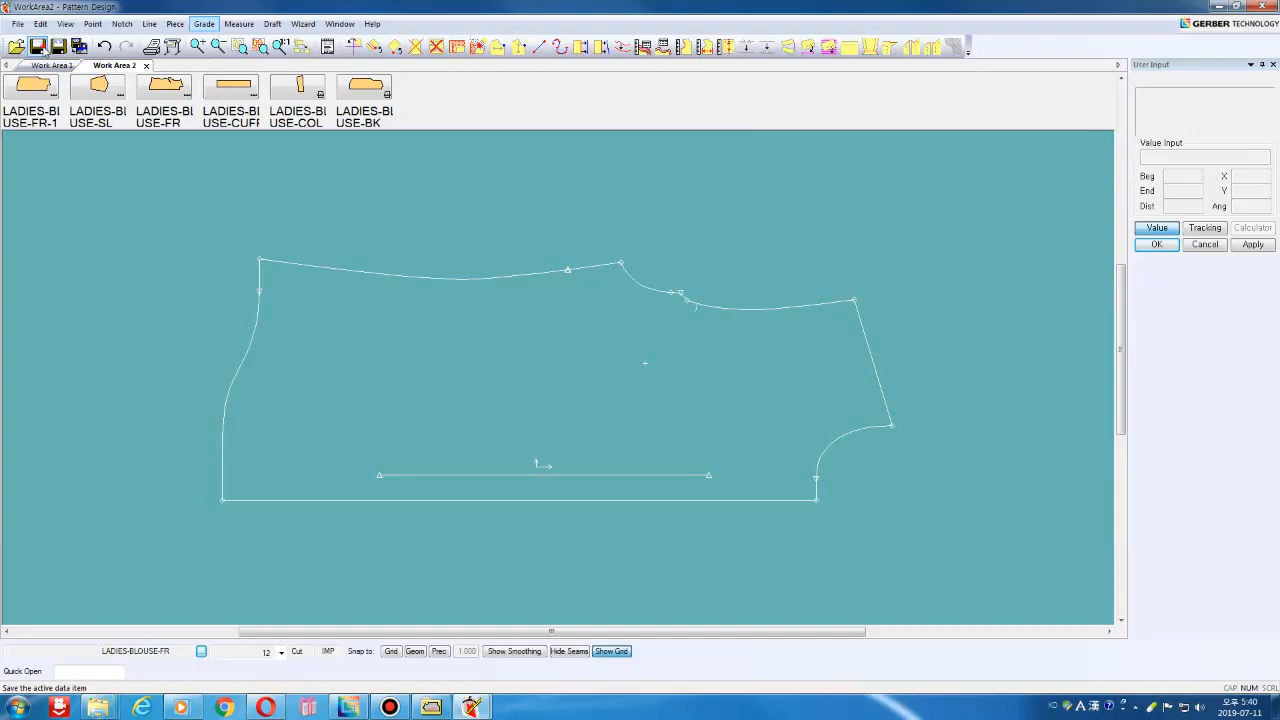 WorkArea2 - Pattern Design
File Edit View Point Notch Line Piece Grade Measure Draft Wizard Window Help
GERBER TECHNOLOGY
Work Area 1 Work Area 2
User Input
LADIES-BL LADIES-BL LADIES-BL LADIES-BL LADIES-BL LADIES-BL
USE-FR-1 USE-SL USE-FR USE-CUFF USE-COL USE-BK
Value Input
Beg X
End Y
Dist Ang
Value Tracking Calculator
OK Cancel Apply
LADIES-BLOUSE-FR 12 Cut IMP Snap to: Grd Geom Prec 1.000 Show Smoothing Hide Seams Show Grd
Quick Open
Save the active data item
CAP NUM SCRL
오후 5:40
2019-07-11